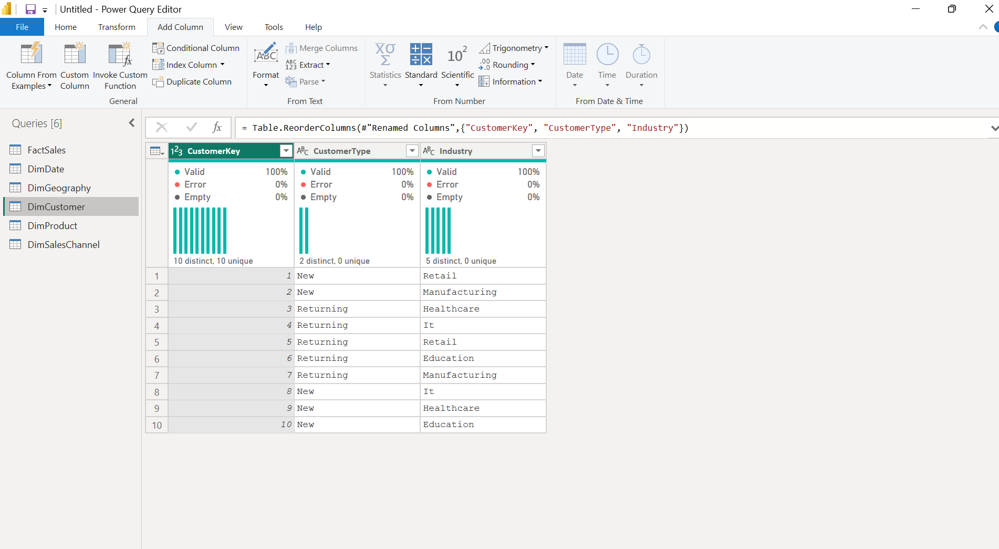 Untitled - Power Query Editor
File Home Transform Add Column View Tools Help
Column From Examples
Custom Column
Invoke Custom Function
Conditional Column
Index Column
Duplicate Column
General
Format
Merge Columns
Extract
Parse
From Text
Statistics
Standard
Scientific
Trigonometry
Rounding
Information
From Number
Date
Time
Duration
From Date & Time
Queries [6]
FactSales
DimDate
DimGeography
DimCustomer
DimProduct
DimSalesChannel
= Table.ReorderColumns(#"Renamed Columns",{"CustomerKey", "CustomerType", "Industry"})
CustomerKey CustomerType Industry
Valid 100% Valid 100% Valid 100%
Error 0% Error 0% Error 0%
Empty 0% Empty 0% Empty 0%
10 distinct, 10 unique 2 distinct, 0 unique 5 distinct, 0 unique
1 1 New Retail
2 2 New Manufacturing
3 3 Returning Healthcare
4 4 Returning It
5 5 Returning Retail
6 6 Returning Education
7 7 Returning Manufacturing
8 8 New It
9 9 New Healthcare
10 10 New Education